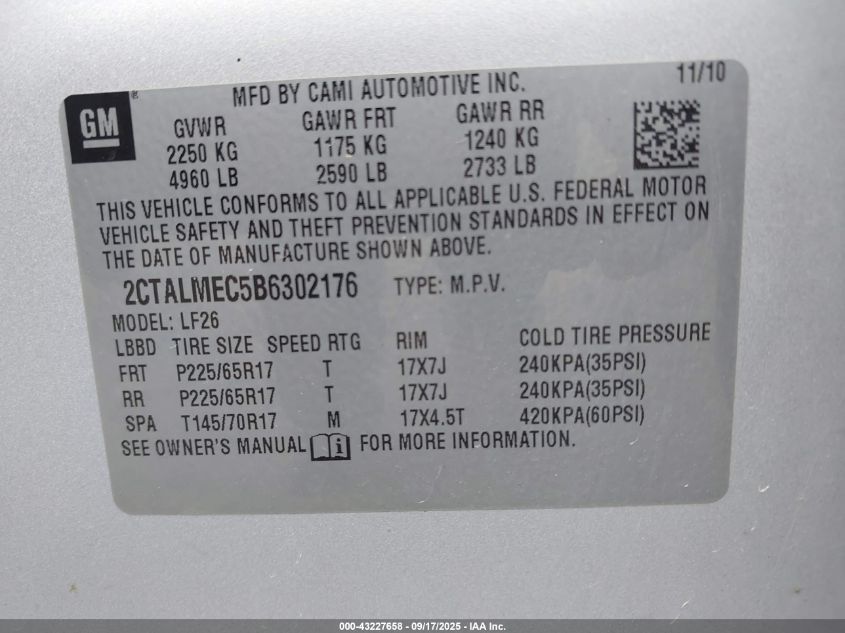 GM ®
MFD BY CAMI AUTOMOTIVE INC. 11/10
GVWR GAWR FRT GAWR RR
2250 KG 1175 KG 1240 KG
4960 LB 2590 LB 2733 LB
THIS VEHICLE CONFORMS TO ALL APPLICABLE U.S. FEDERAL MOTOR
VEHICLE SAFETY AND THEFT PREVENTION STANDARDS IN EFFECT ON
THE DATE OF MANUFACTURE SHOWN ABOVE.
2CTALMEC5B6302176 TYPE: M.P.V.
MODEL: LF26
LBBD TIRE SIZE SPEED RTG RIM COLD TIRE PRESSURE
FRT P225/65R17 T 17X7J 240KPA(35PSI)
RR P225/65R17 T 17X7J 240KPA(35PSI)
SPA T145/70R17 M 17X4.5T 420KPA(60PSI)
SEE OWNER'S MANUAL i FOR MORE INFORMATION.
000-43227658 - 09/17/2025 - IAA Inc.